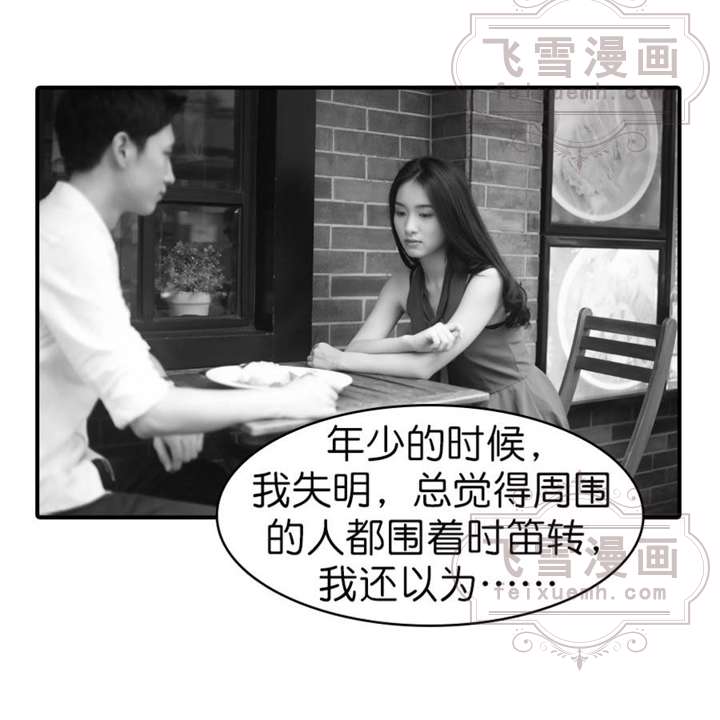 飞雪漫画
feixuemh.com
年少的时候，
我失明，总觉得周围
的人都围着时笛转，
我还以为……
飞雪漫画
feixuemh.com